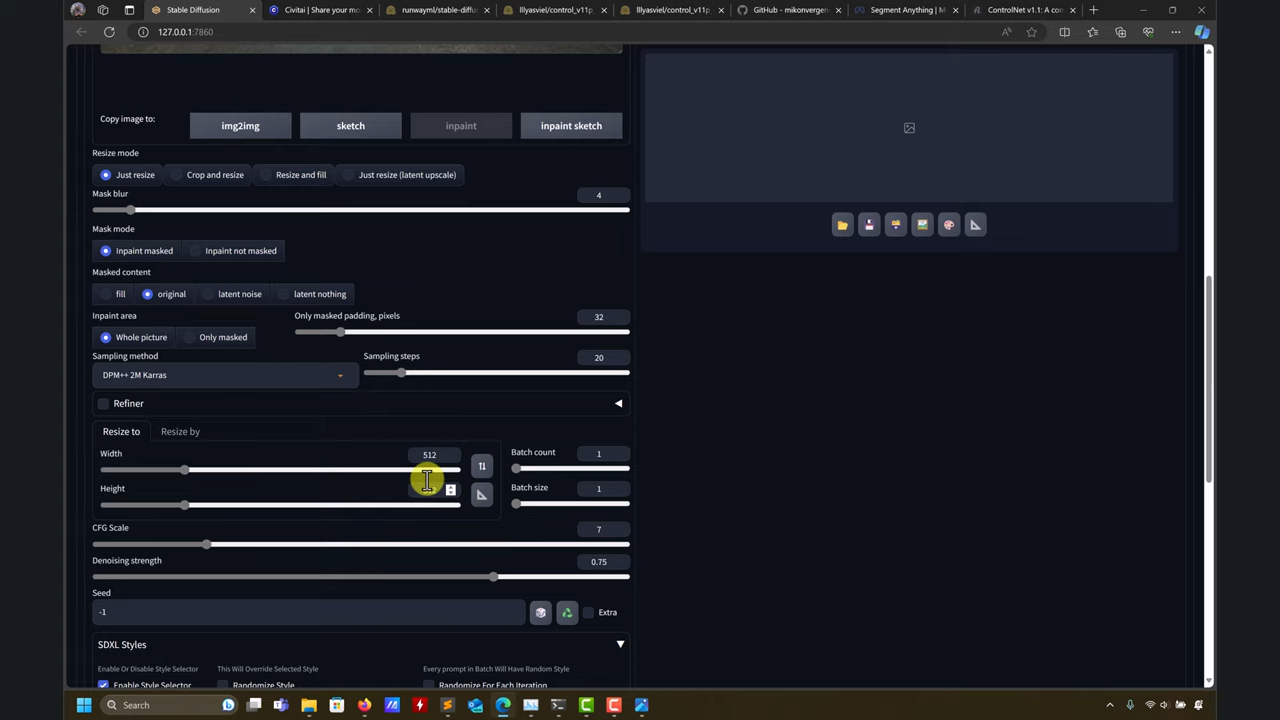 Stable Diffusion
Civitai | Share your mo
runwayml/stable-diffus
lllyasviel/control_v11p_
lllyasviel/control_v11p_
GitHub - mikonvergenc
Segment Anything | M
ControlNet v1.1: A con
127.0.0.1:7860
Copy image to:
img2img
sketch
inpaint
inpaint sketch
Resize mode
Just resize
Crop and resize
Resize and fill
Just resize (latent upscale)
Mask blur
4
Mask mode
Inpaint masked
Inpaint not masked
Masked content
fill
original
latent noise
latent nothing
Inpaint area
Only masked padding, pixels
32
Whole picture
Only masked
Sampling method
Sampling steps
20
DPM++ 2M Karras
Refiner
Resize to
Resize by
Width
512
Batch count
1
Height
Batch size
1
CFG Scale
7
Denoising strength
0.75
Seed
-1
Extra
SDXL Styles
Enable Or Disable Style Selector
This Will Override Selected Style
Every prompt in Batch Will Have Random Style
Enable Style Selector
Randomize Style
Randomize For Each Iteration
Search